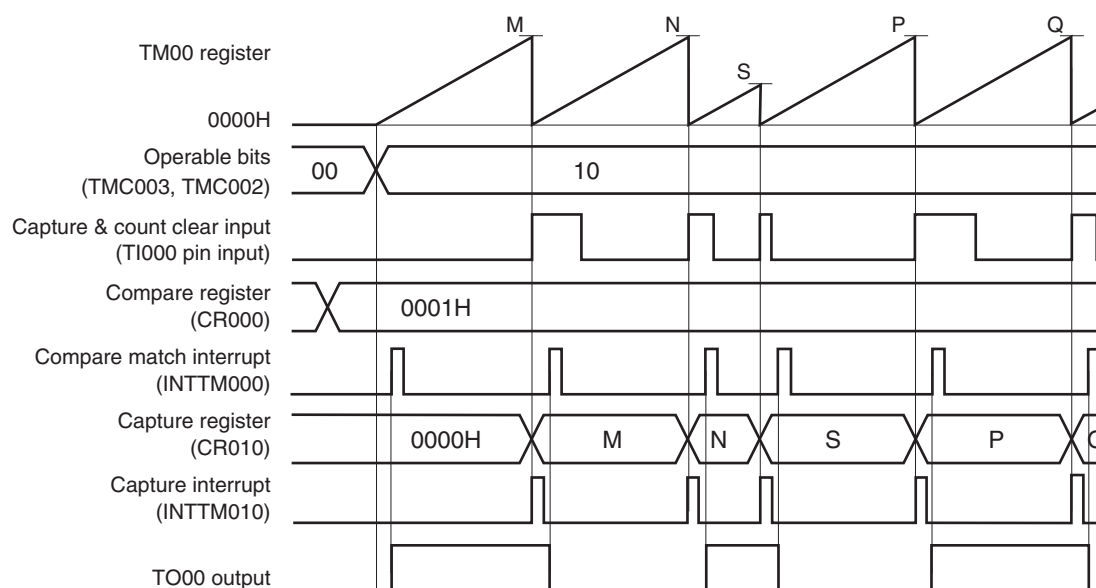 M N S P Q
TM00 register
0000H
Operable bits
(TMC003, TMC002)
00 10
Capture & count clear input
(TI000 pin input)
Compare register
(CR000)
0001H
Compare match interrupt
(INTTM000)
Capture register
(CR010)
0000H M N S P
Capture interrupt
(INTTM010)
TO00 output